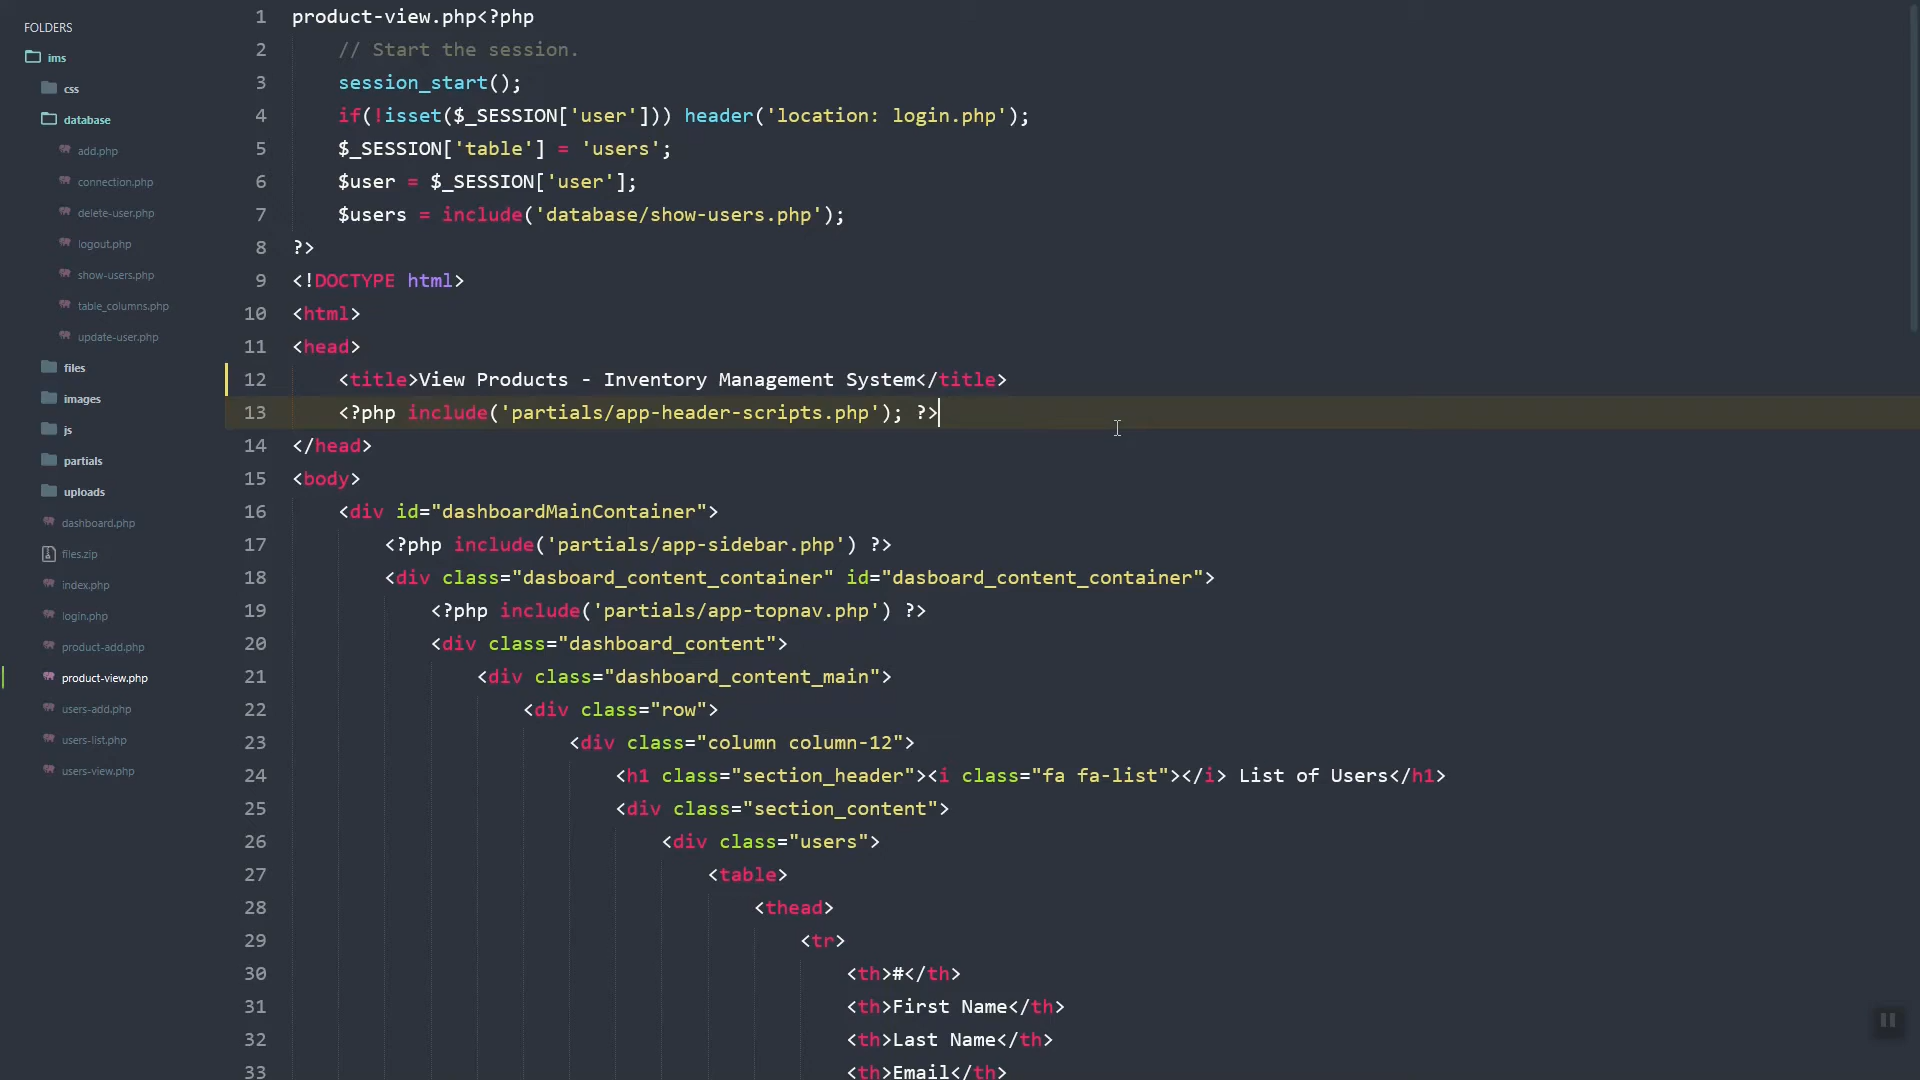 FOLDERS
ims
css
database
add.php
connection.php
delete-user.php
logout.php
show-users.php
table_columns.php
update-user.php
files
images
js
partials
uploads
dashboard.php
files.zip
index.php
login.php
product-add.php
product-view.php
users-add.php
users-list.php
users-view.php
1 product-view.php<?php
2 // Start the session.
3 session_start();
4 if(!isset($_SESSION['user'])) header('location: login.php');
5 $_SESSION['table'] = 'users';
6 $user = $_SESSION['user'];
7 $users = include('database/show-users.php');
8 ?>
9 <!DOCTYPE html>
10 <html>
11 <head>
12 <title>View Products - Inventory Management System</title>
13 <?php include('partials/app-header-scripts.php'); ?>
14 </head>
15 <body>
16 <div id="dashboardMainContainer">
17 <?php include('partials/app-sidebar.php') ?>
18 <div class="dasboard_content_container" id="dasboard_content_container">
19 <?php include('partials/app-topnav.php') ?>
20 <div class="dashboard_content">
21 <div class="dashboard_content_main">
22 <div class="row">
23 <div class="column column-12">
24 <h1 class="section_header"><i class="fa fa-list"></i> List of Users</h1>
25 <div class="section_content">
26 <div class="users">
27 <table>
28 <thead>
29 <tr>
30 <th>#</th>
31 <th>First Name</th>
32 <th>Last Name</th>
33 <th>Email</th>